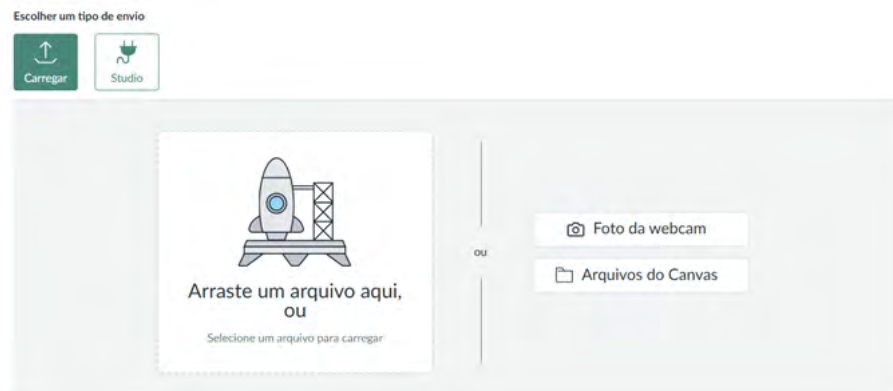 Escolher um tipo de envio
Carregar
Studio
Arraste um arquivo aqui,
ou
Selecione um arquivo para carregar
ou
Foto da webcam
Arquivos do Canvas